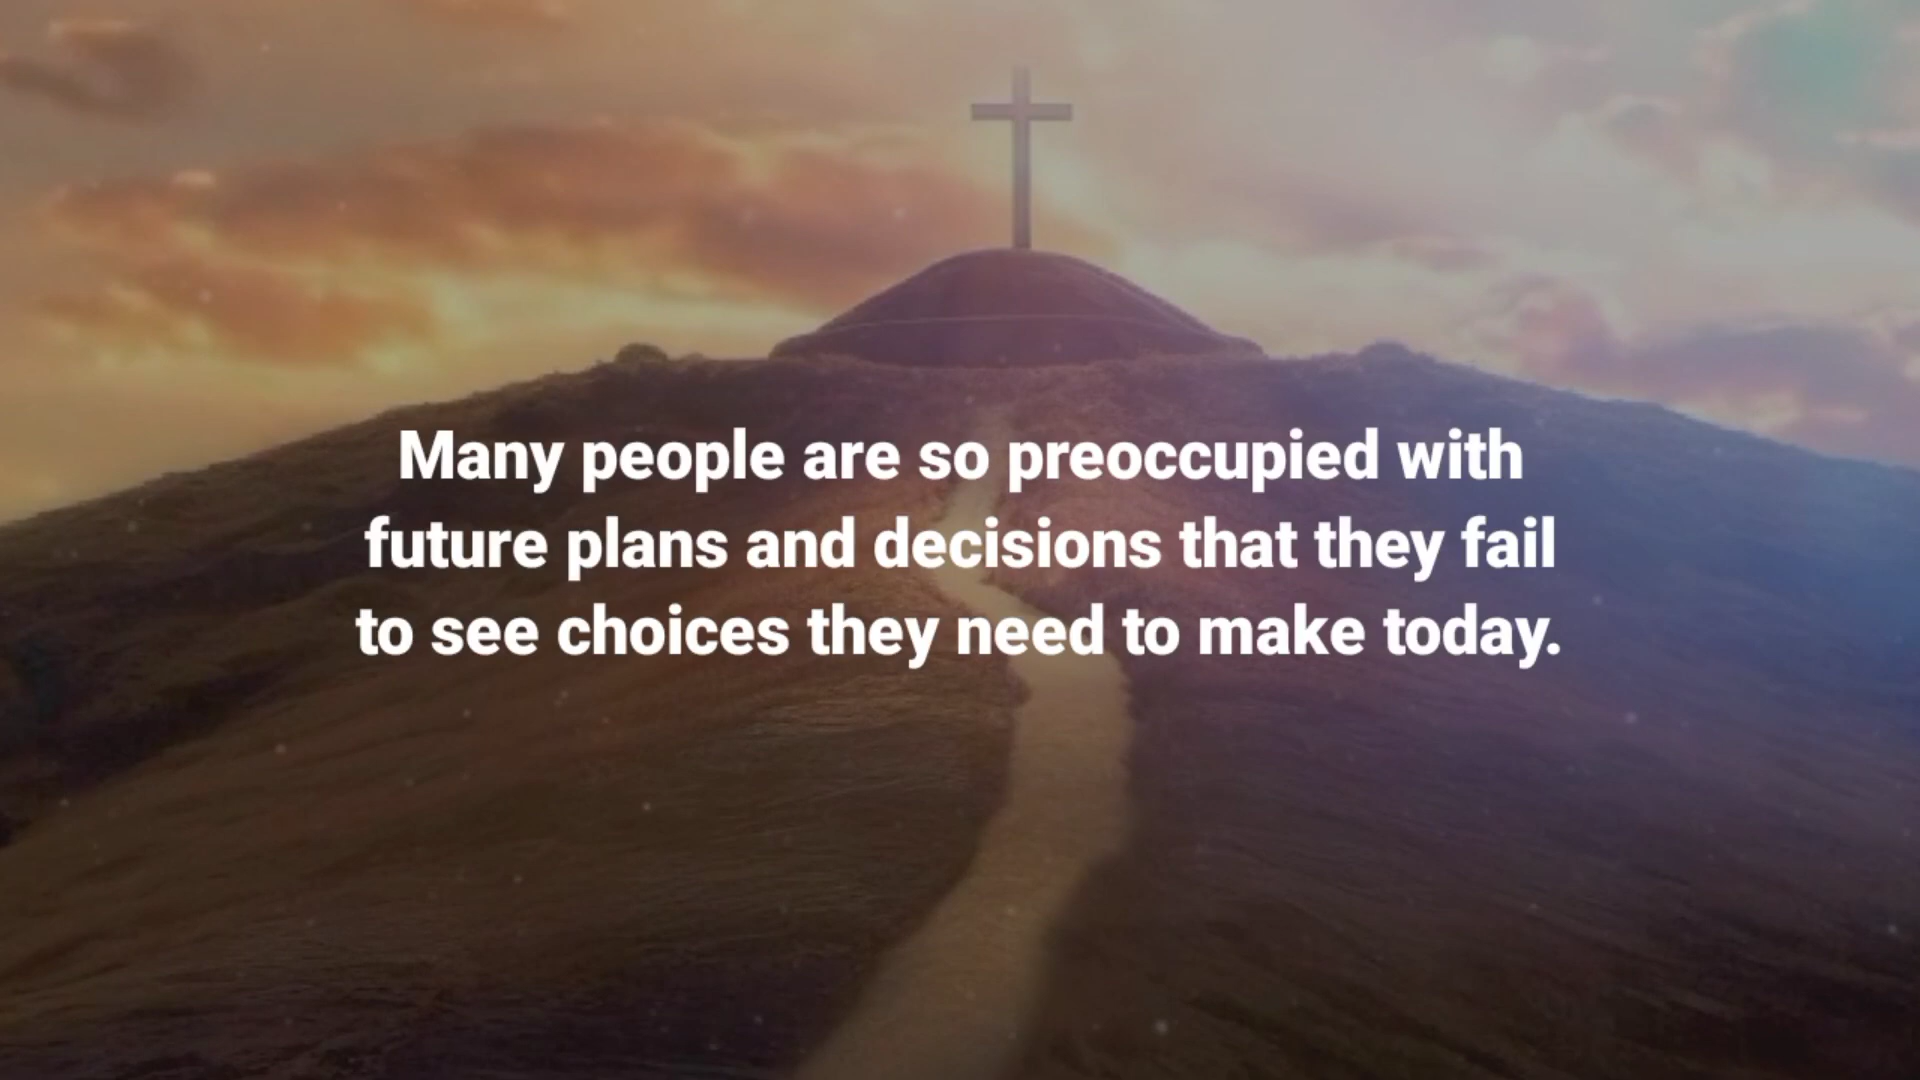 Many people are so preoccupied with
future plans and decisions that they fail
to see choices they need to make today.